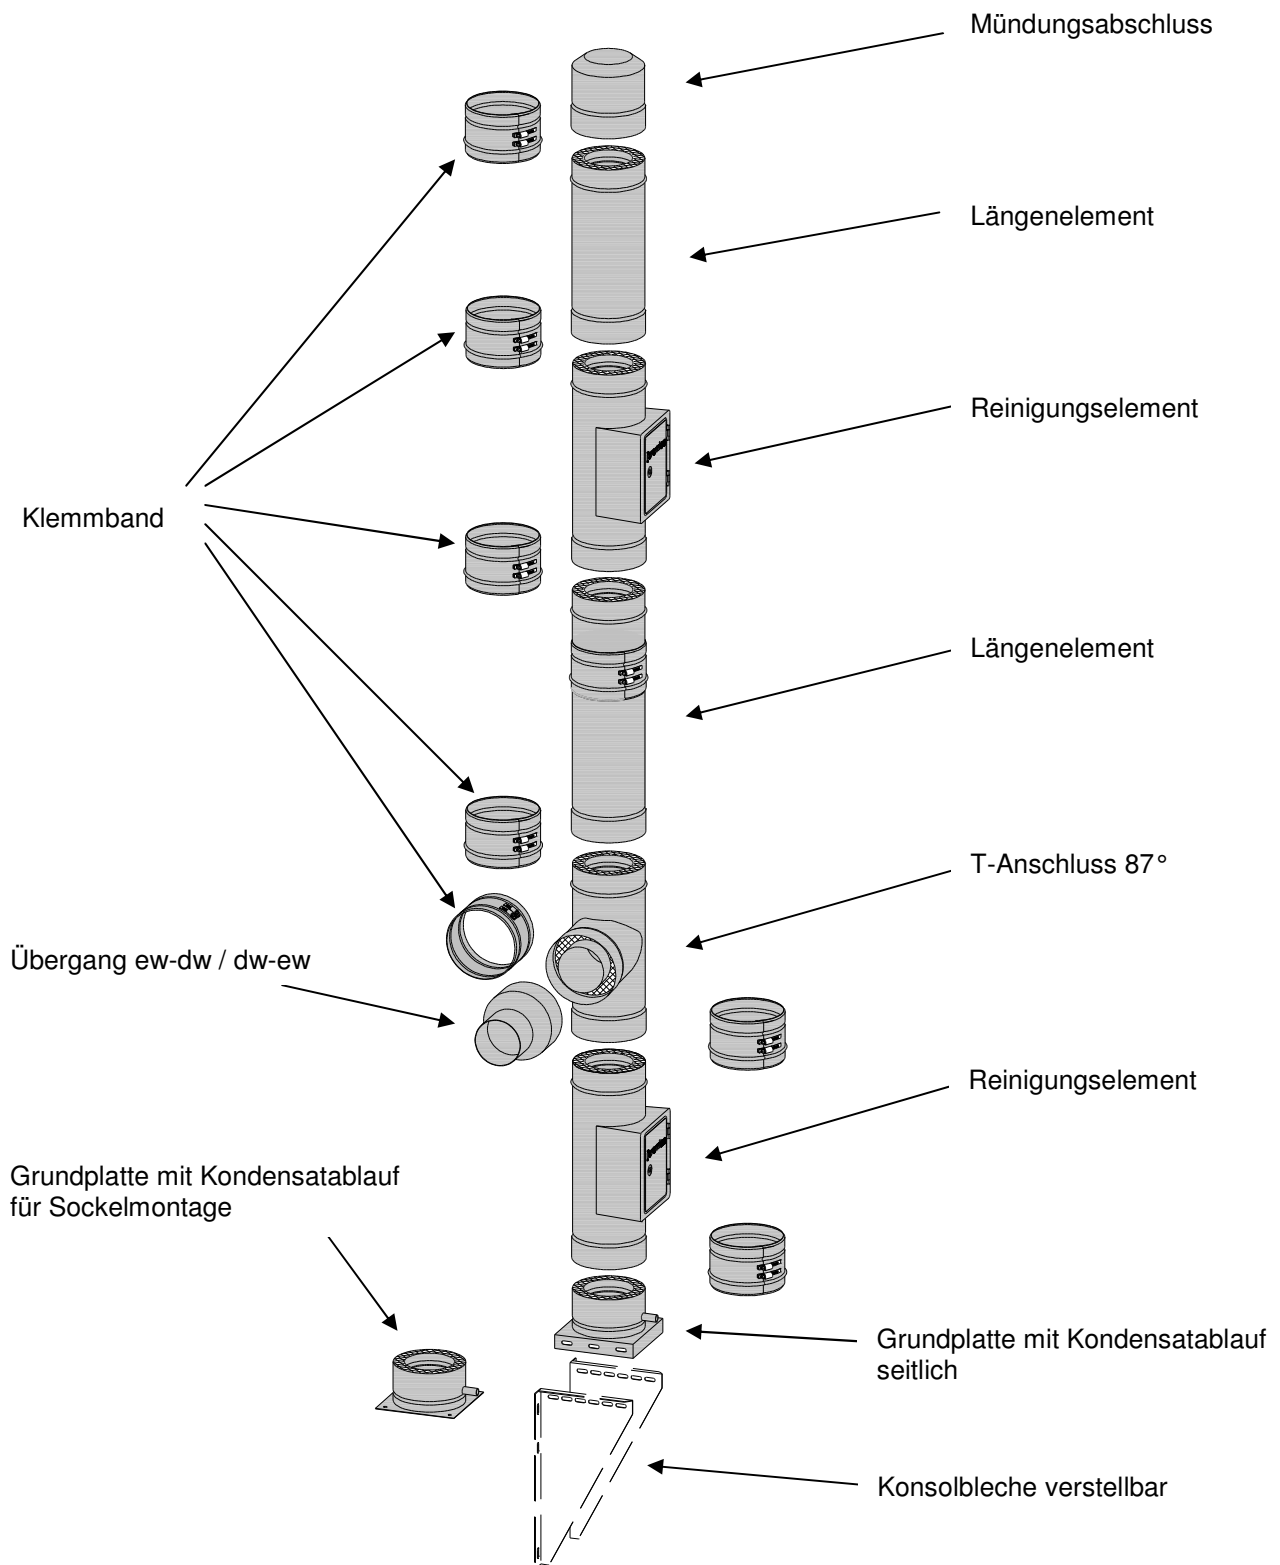 Mündungsabschluss
Längenelement
Reinigungselement
Klemmband
Längenelement
T-Anschluss 87°
Übergang ew-dw / dw-ew
Reinigungselement
Grundplatte mit Kondensatablauf
für Sockelmontage
Grundplatte mit Kondensatablauf
seitlich
Konsolbleche verstellbar